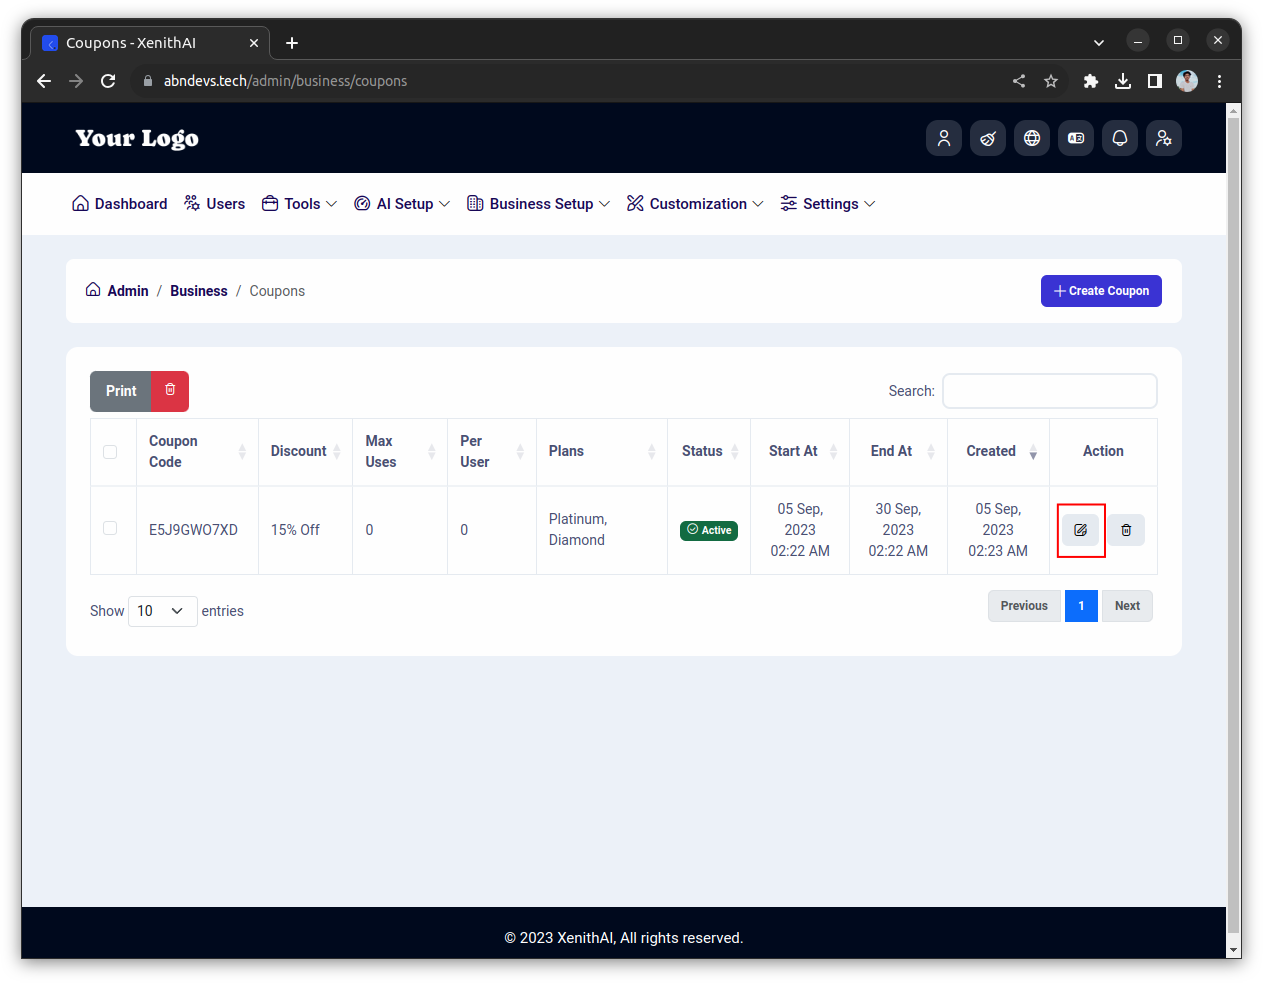 Coupons - XenithAI
abndevs.tech/admin/business/coupons
Your Logo
Dashboard Users Tools AI Setup Business Setup Customization Settings
Admin / Business / Coupons
Create Coupon
Print
Search:
Coupon Code Discount Max Uses Per User Plans Status Start At End At Created Action
E5J9GWO7XD 15% Off 0 0 Platinum, Diamond Active 05 Sep, 2023 02:22 AM 30 Sep, 2023 02:22 AM 05 Sep, 2023 02:23 AM
Show 10 entries
Previous 1 Next
© 2023 XenithAI, All rights reserved.